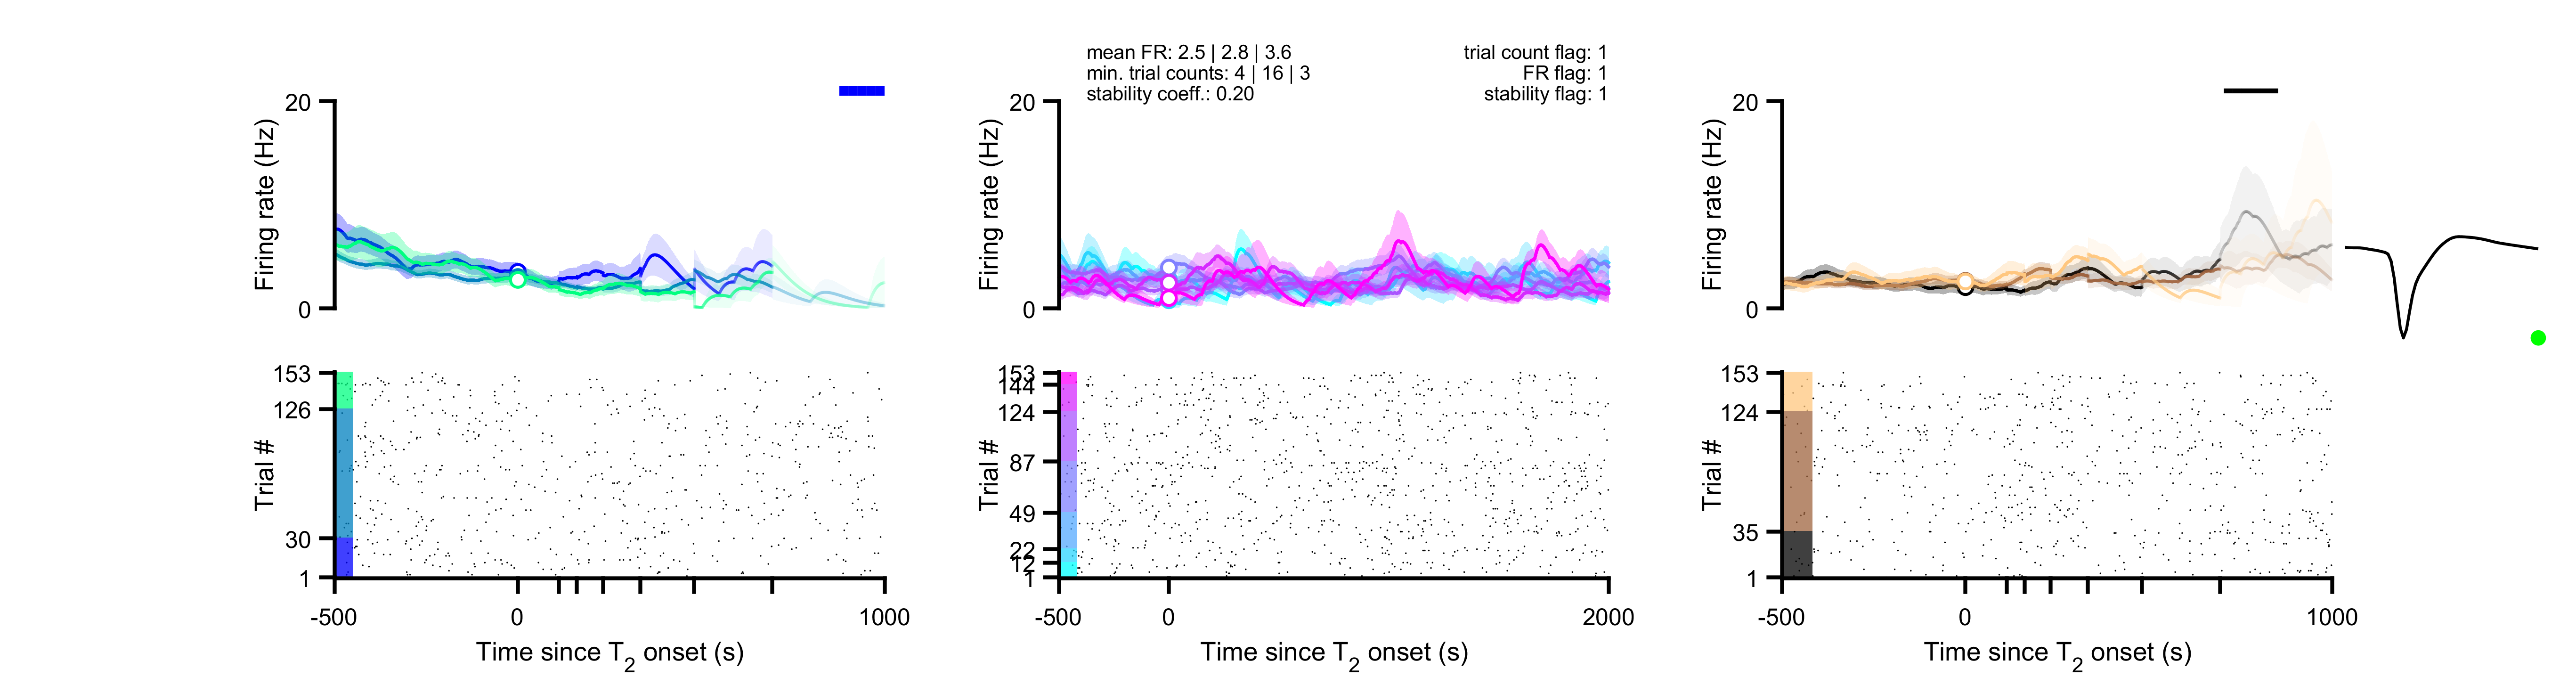 mean FR: 2.5 | 2.8 | 3.6
min. trial counts: 4 | 16 | 3
stability coeff.: 0.20
trial count flag: 1
FR flag: 1
stability flag: 1
20
0
Firing rate (Hz)
153
126
30
1
Trial #
-500
0
1000
Time since T2 onset (s)
20
0
Firing rate (Hz)
153
144
124
87
49
22
12
1
Trial #
-500
0
2000
Time since T2 onset (s)
20
0
Firing rate (Hz)
153
124
35
1
Trial #
-500
0
1000
Time since T2 onset (s)